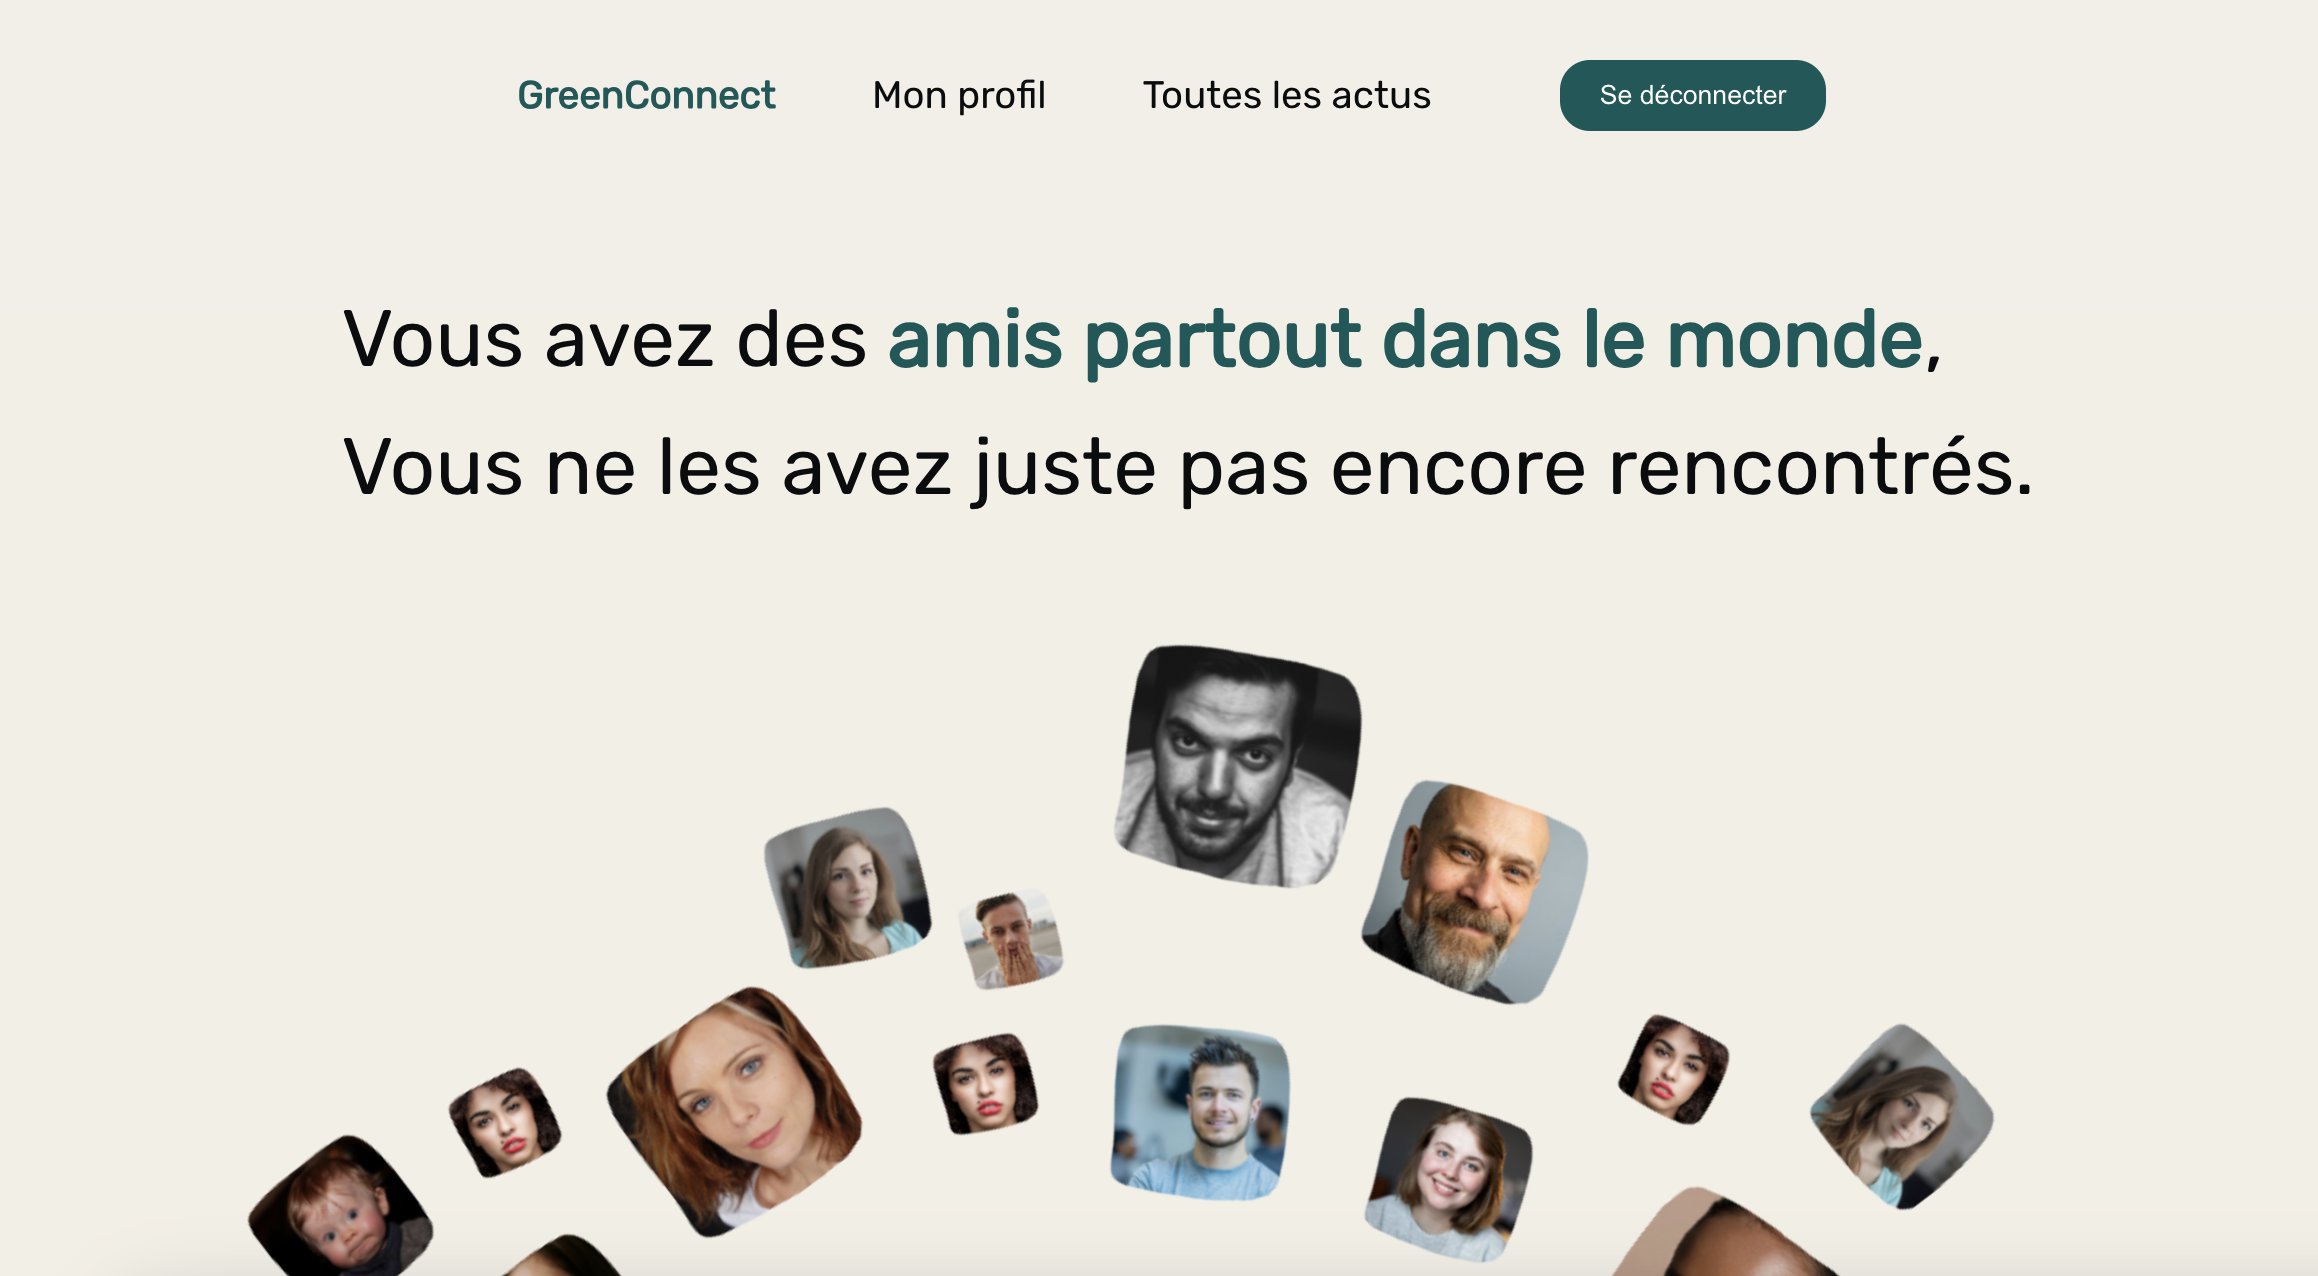 GreenConnect Mon profil Toutes les actus Se déconnecter
Vous avez des amis partout dans le monde,
Vous ne les avez juste pas encore rencontrés.